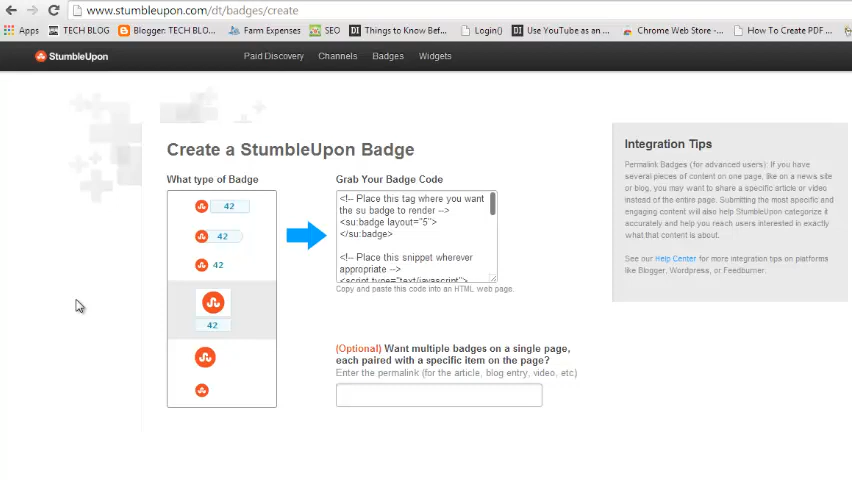 www.stumbleupon.com/dt/badges/create
Apps TECH BLOG Blogger: TECH BLO... Farm Expenses SEO Things to Know Bef... Login() Use YouTube as an ... Chrome Web Store -... How To Create PDF ...
StumbleUpon Paid Discovery Channels Badges Widgets
Create a StumbleUpon Badge
What type of Badge
42
42
42
42
Grab Your Badge Code
<!-- Place this tag where you want
the su badge to render -->
<su:badge layout="5">
</su:badge>
<!-- Place this snippet wherever
appropriate -->
<script type="text/javascript">
Copy and paste this code into an HTML web page.
(Optional) Want multiple badges on a single page,
each paired with a specific item on the page?
Enter the permalink (for the article, blog entry, video, etc)
Integration Tips
Permalink Badges (for advanced users): If you have
several pieces of content on one page, like on a news site
or blog, you may want to share a specific article or video
instead of the entire page. Submitting the most specific and
engaging content will also help StumbleUpon categorize it
accurately and help you reach users interested in exactly
what that content is about.
See our Help Center for more integration tips on platforms
like Blogger, Wordpress, or Feedburner.